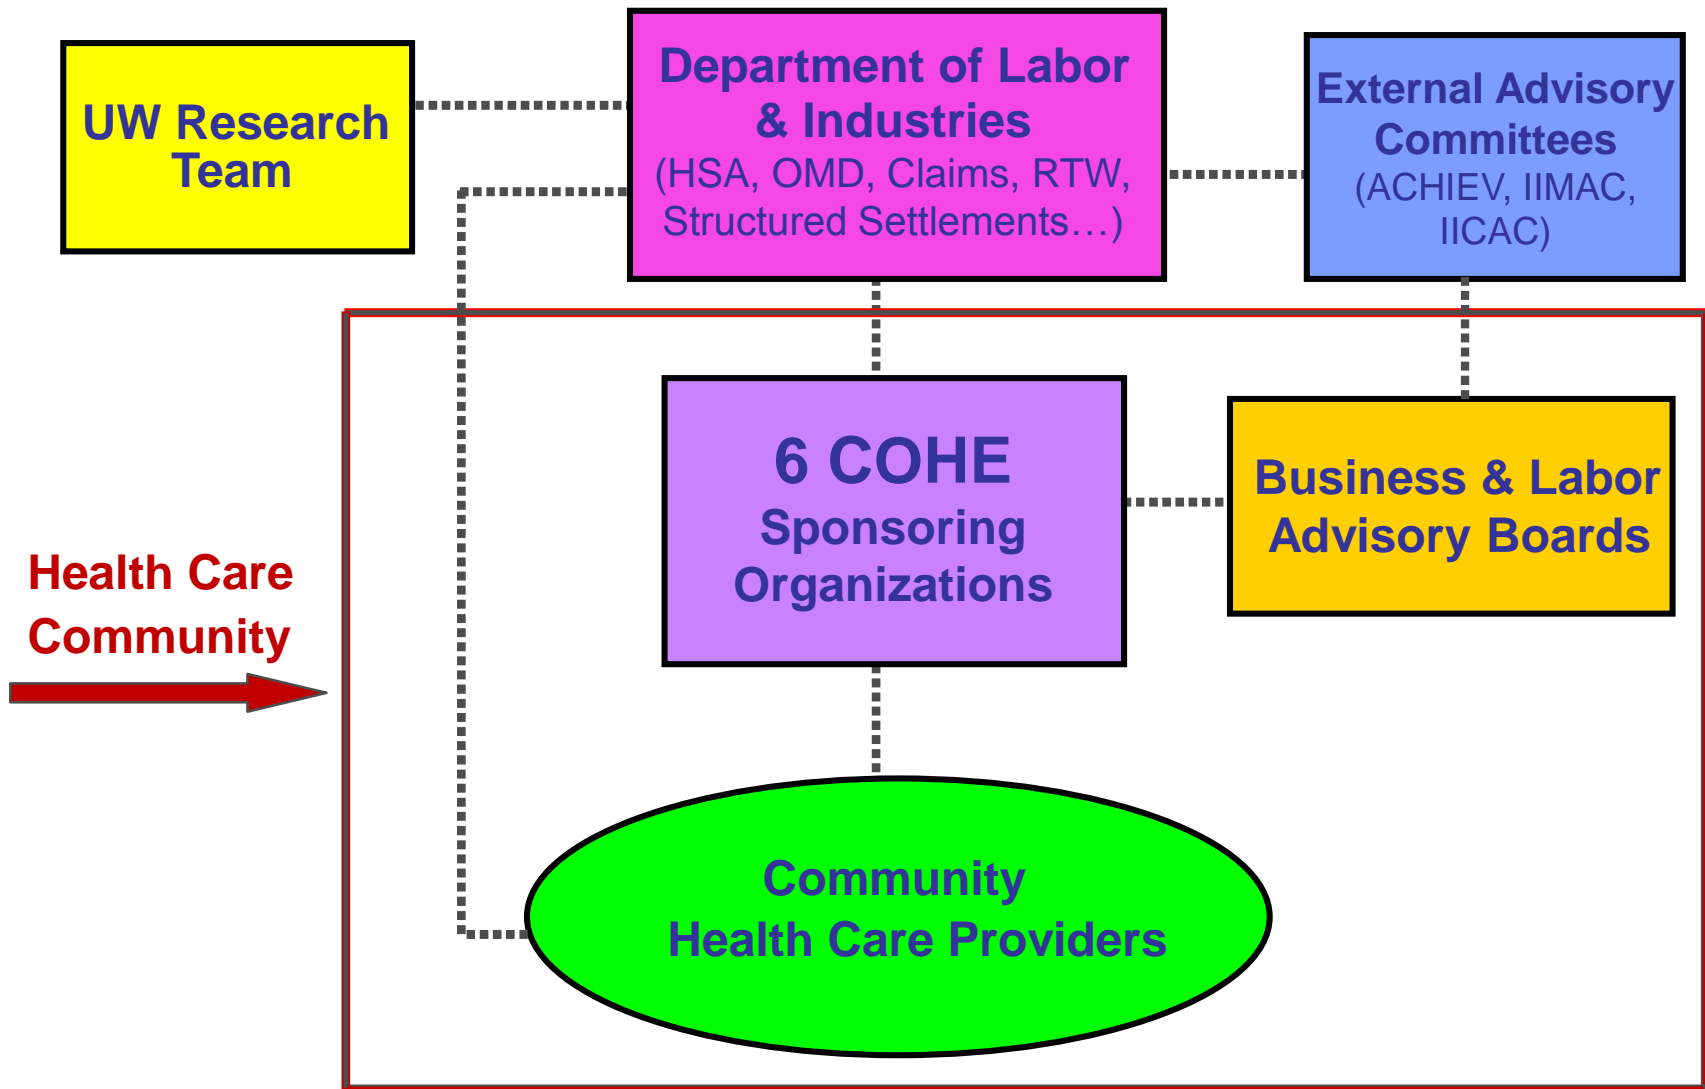 UW Research
Team
Department of Labor
& Industries
(HSA, OMD, Claims, RTW,
Structured Settlements…)
External Advisory
Committees
(ACHIEV, IIMAC,
IICAC)
6 COHE
Sponsoring
Organizations
Business & Labor
Advisory Boards
Health Care
Community
Community
Health Care Providers